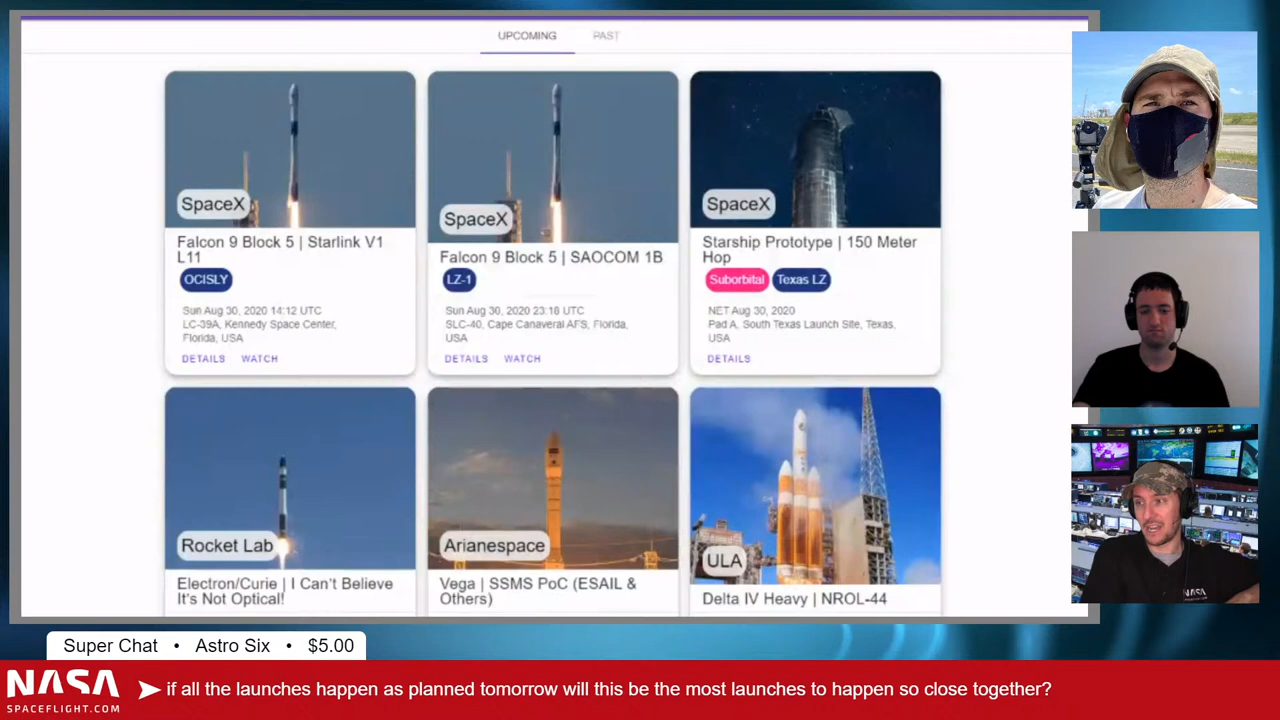 UPCOMING
PAST
SpaceX
Falcon 9 Block 5 | Starlink V1
L11
OCISLY
Sun Aug 30, 2020 14:12 UTC
LC-39A, Kennedy Space Center,
Florida, USA
DETAILS WATCH
SpaceX
Falcon 9 Block 5 | SAOCOM 1B
LZ-1
Sun Aug 30, 2020 23:18 UTC
SLC-40, Cape Canaveral AFS, Florida,
USA
DETAILS WATCH
SpaceX
Starship Prototype | 150 Meter
Hop
Suborbital Texas LZ
NET Aug 30, 2020
Pad A, South Texas Launch Site, Texas,
USA
DETAILS
Rocket Lab
Electron/Curie | I Can't Believe
It's Not Optical!
Arianespace
Vega | SSMS PoC (ESAIL &
Others)
ULA
Delta IV Heavy | NROL-44
NASA
Super Chat • Astro Six • $5.00
NASA
SPACEFLIGHT.COM
if all the launches happen as planned tomorrow will this be the most launches to happen so close together?